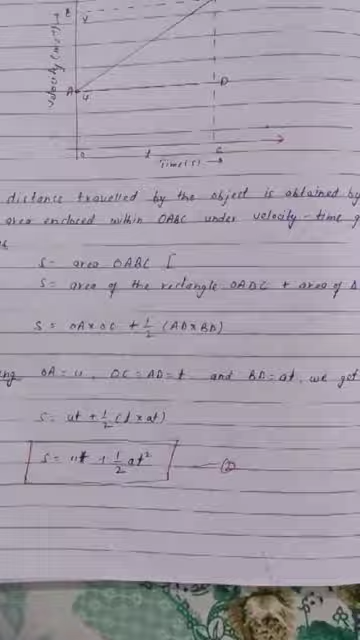 E
v
velocity (ms-1)
A
u
D
O
t
C
Time(s) →
distance travelled by the object is obtained by
area enclosed within OABC under velocity-time
S = area OABC [
S = area of the rectangle OADC + area of Δ
S = OA x OC + 1/2 (AD x BD)
OA = u, OC = AD = t and BD = at, we get
S = ut + 1/2 (t x at)
S = ut + 1/2 at² — ②